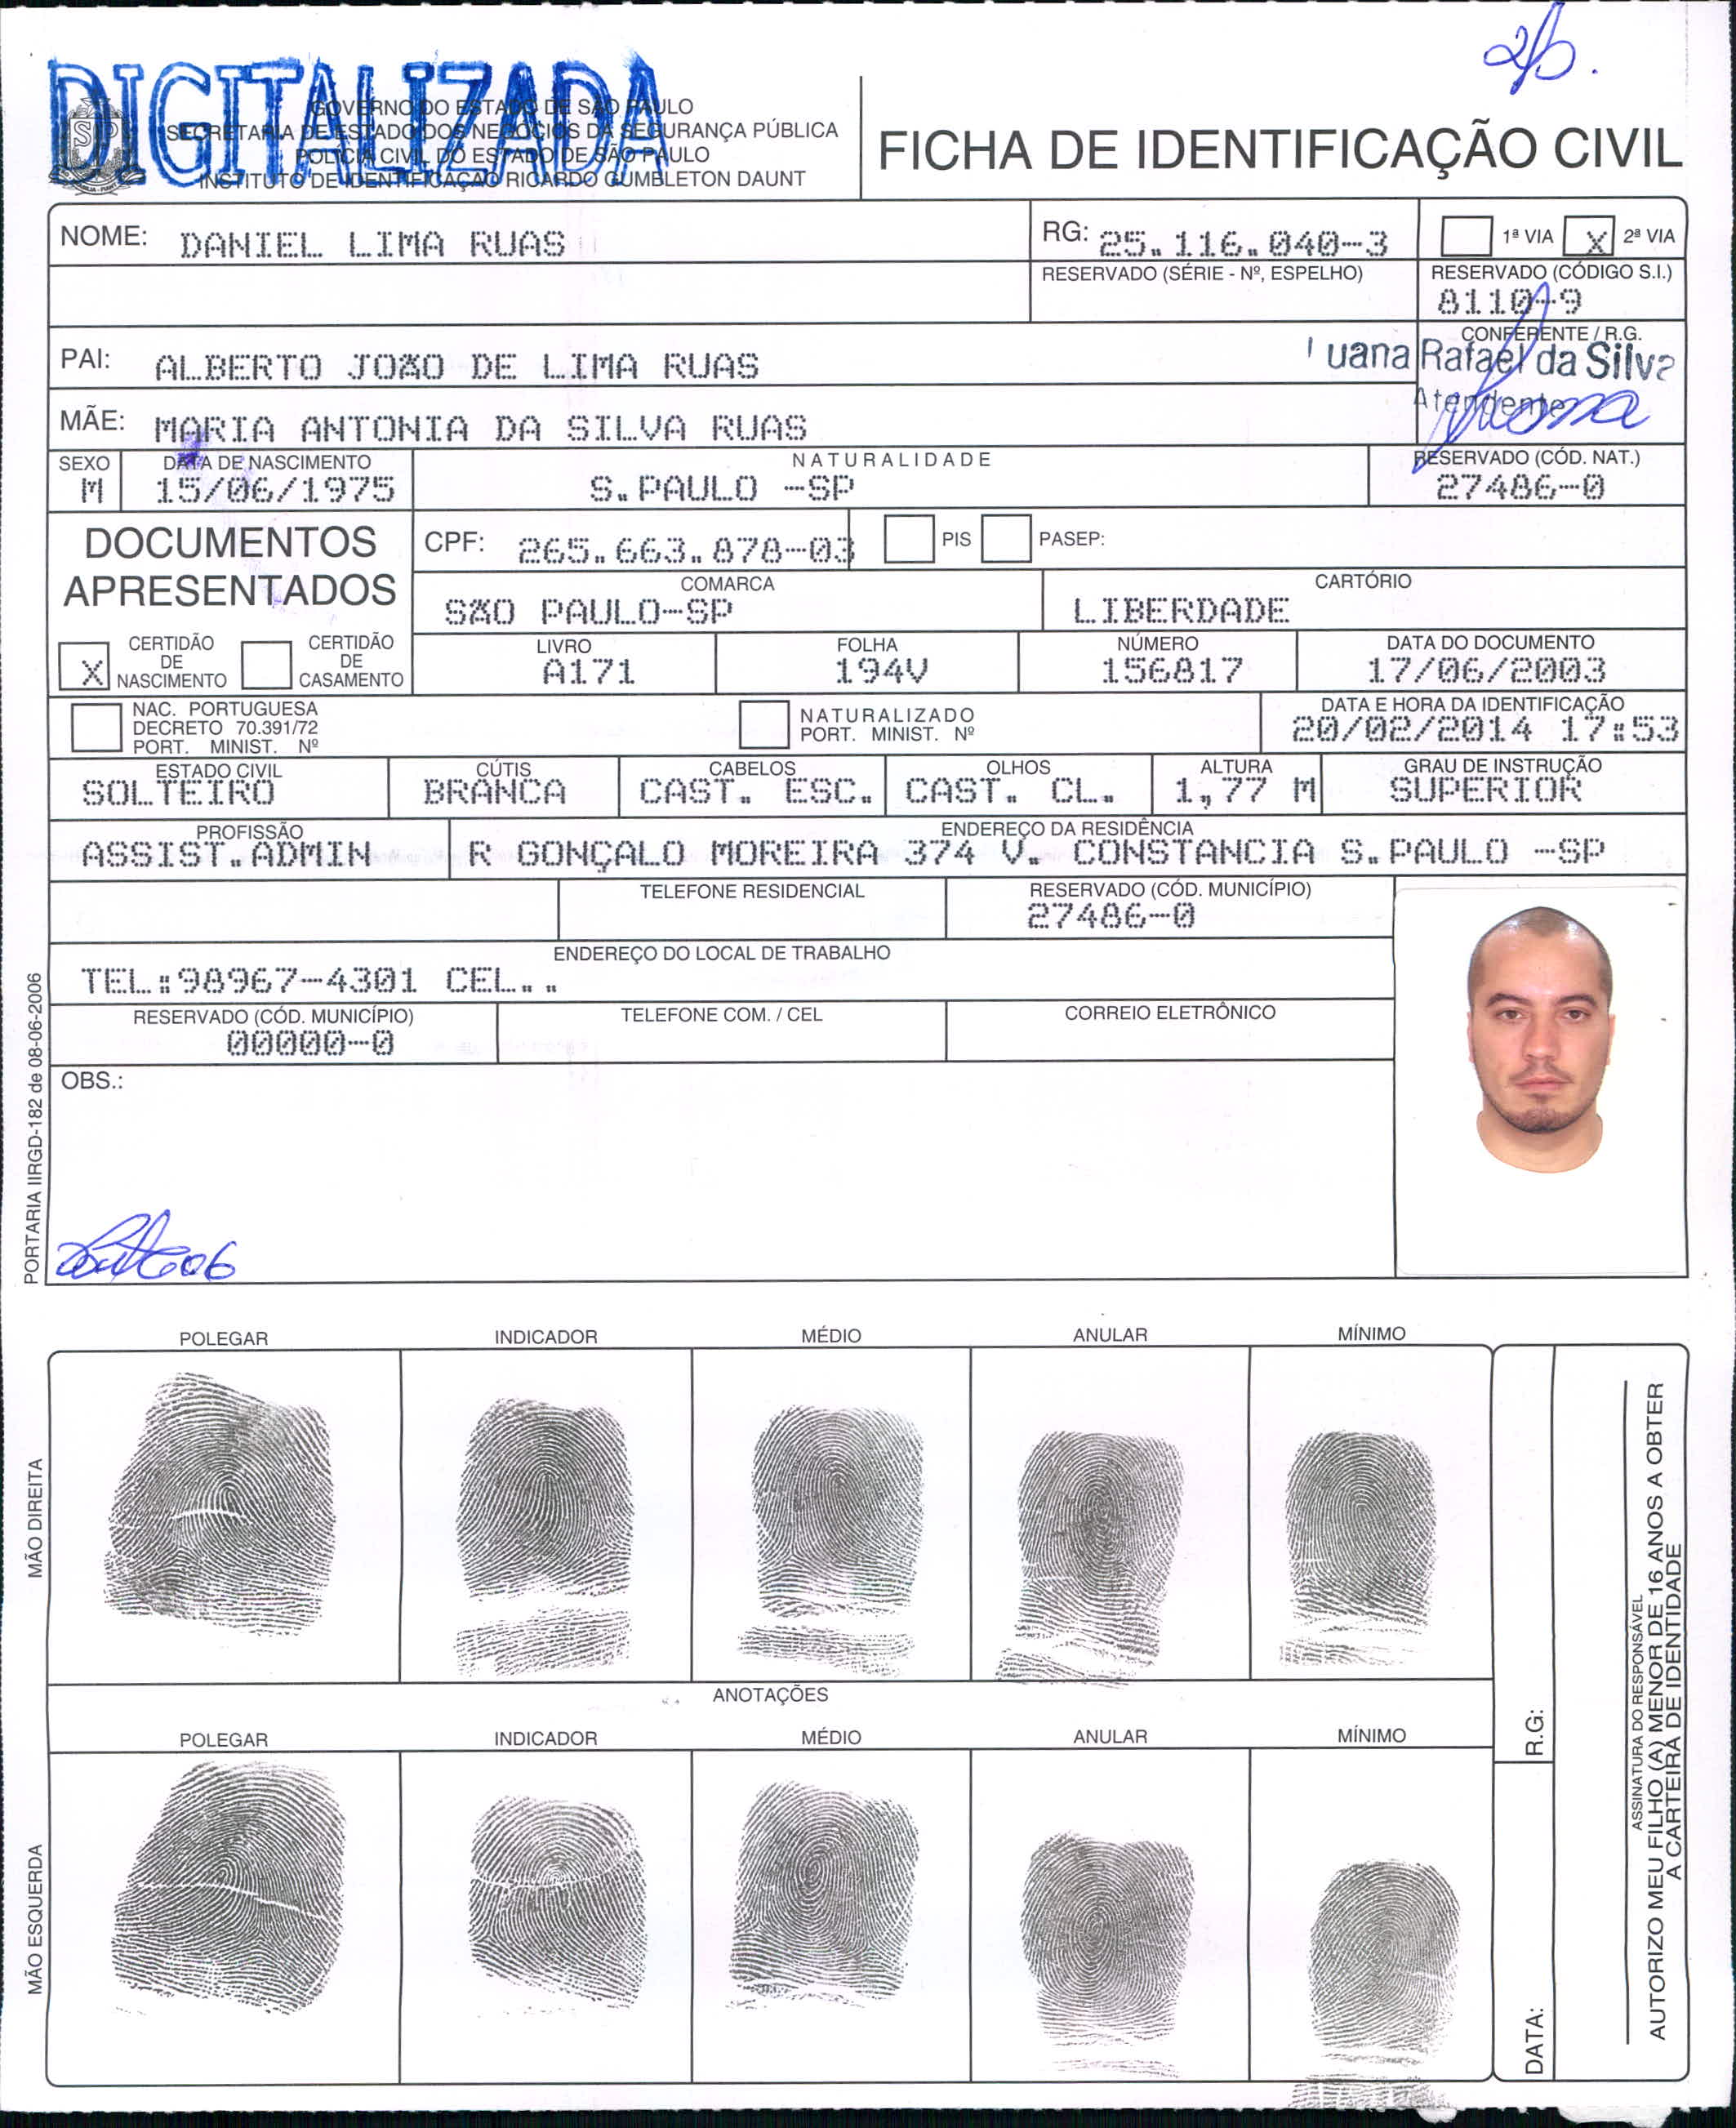 DIGITALIZADA
GOVERNO DO ESTADO DE SÃO PAULO
SECRETARIA DE ESTADO DOS NEGÓCIOS DA SEGURANÇA PÚBLICA
POLÍCIA CIVIL DO ESTADO DE SÃO PAULO
INSTITUTO DE IDENTIFICAÇÃO RICARDO GUMBLETON DAUNT
FICHA DE IDENTIFICAÇÃO CIVIL
NOME: DANIEL LIMA RUAS
RG: 25.116.040-3
1ª VIA X 2ª VIA
RESERVADO (SÉRIE - Nº, ESPELHO)
RESERVADO (CÓDIGO S.I.)
8110-9
PAI: ALBERTO JOÃO DE LIMA RUAS
CONFERENTE / R.G.
uana Rafael da Silva
Atendente
MÃE: MARIA ANTONIA DA SILVA RUAS
SEXO
M
DATA DE NASCIMENTO
15/06/1975
NATURALIDADE
S.PAULO -SP
RESERVADO (CÓD. NAT.)
27486-0
DOCUMENTOS
APRESENTADOS
CPF: 265.663.878-03
PIS
PASEP:
COMARCA
SÃO PAULO-SP
CARTÓRIO
LIBERDADE
X CERTIDÃO
DE
NASCIMENTO
CERTIDÃO
DE
CASAMENTO
LIVRO
A171
FOLHA
194V
NÚMERO
156817
DATA DO DOCUMENTO
17/06/2003
NAC. PORTUGUESA
DECRETO 70.391/72
PORT. MINIST. Nº
NATURALIZADO
PORT. MINIST. Nº
DATA E HORA DA IDENTIFICAÇÃO
20/02/2014 17:53
ESTADO CIVIL
SOLTEIRO
CÚTIS
BRANCA
CABELOS
CAST. ESC.
OLHOS
CAST. CL.
ALTURA
1,77 M
GRAU DE INSTRUÇÃO
SUPERIOR
PROFISSÃO
ASSIST.ADMIN
ENDEREÇO DA RESIDÊNCIA
R GONÇALO MOREIRA 374 V. CONSTANCIA S.PAULO -SP
TELEFONE RESIDENCIAL
RESERVADO (CÓD. MUNICÍPIO)
27486-0
ENDEREÇO DO LOCAL DE TRABALHO
TEL:98967-4301 CEL..
RESERVADO (CÓD. MUNICÍPIO)
00000-0
TELEFONE COM. / CEL
CORREIO ELETRÔNICO
OBS.:
PORTARIA IIRGD-182 de 08-06-2006
POLEGAR INDICADOR MÉDIO ANULAR MÍNIMO
MÃO DIREITA
ANOTAÇÕES
POLEGAR INDICADOR MÉDIO ANULAR MÍNIMO
MÃO ESQUERDA
R.G:
DATA:
ASSINATURA DO RESPONSÁVEL
AUTORIZO MEU FILHO (A) MENOR DE 16 ANOS A OBTER
A CARTEIRA DE IDENTIDADE